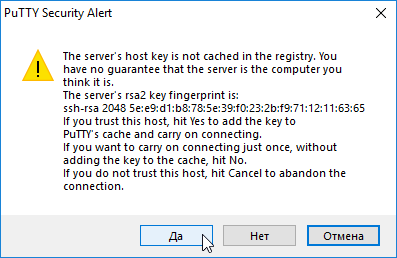 PuTTY Security Alert
The server's host key is not cached in the registry. You
have no guarantee that the server is the computer you
think it is.
The server's rsa2 key fingerprint is:
ssh-rsa 2048 5e:e9:d1:b8:78:5e:39:f0:23:2b:f9:71:12:11:63:65
If you trust this host, hit Yes to add the key to
PuTTY's cache and carry on connecting.
If you want to carry on connecting just once, without
adding the key to the cache, hit No.
If you do not trust this host, hit Cancel to abandon the
connection.
Да Нет Отмена